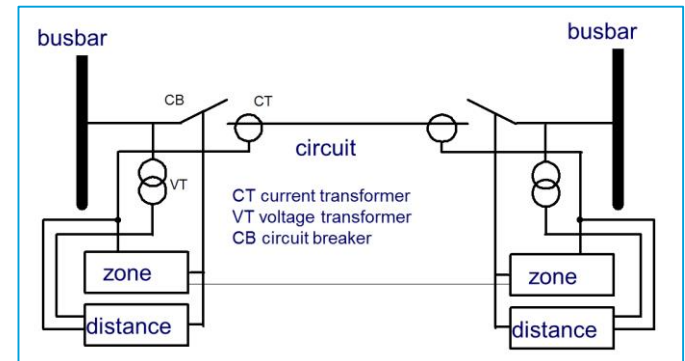 busbar
busbar
CB
CT
circuit
VT
CT current transformer
VT voltage transformer
CB circuit breaker
zone
zone
distance
distance